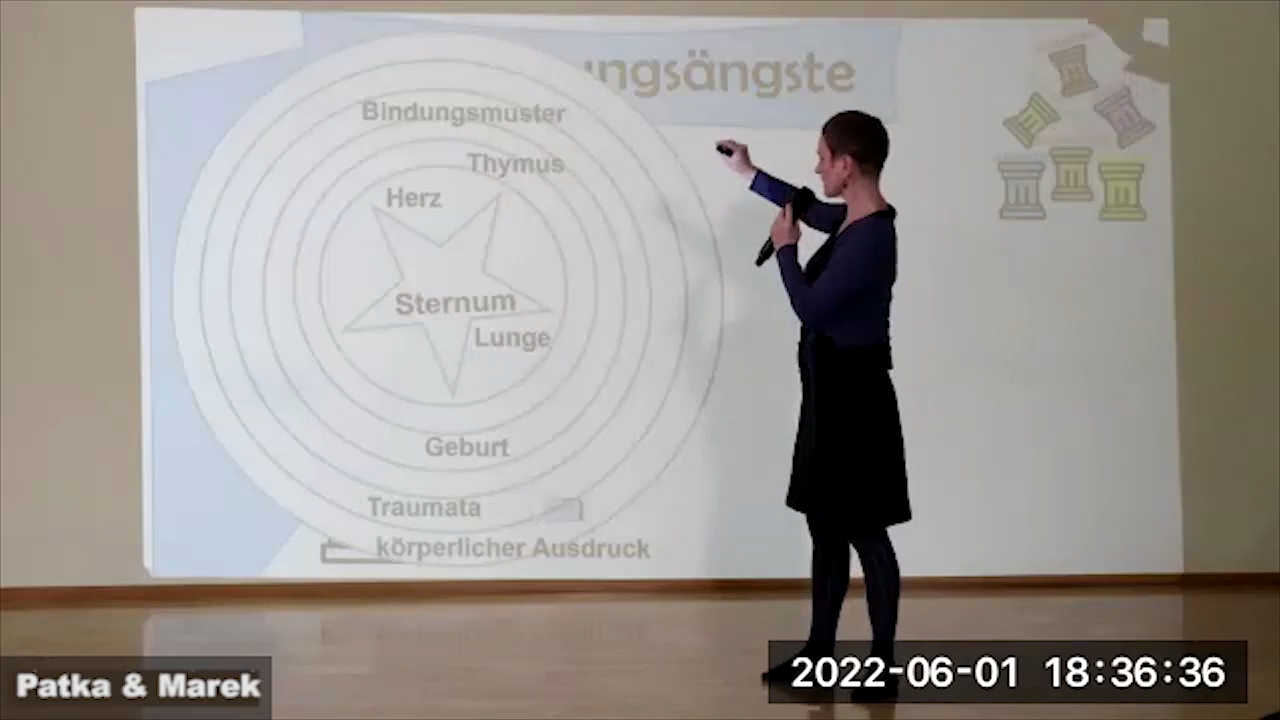 ungsängste
Bindungsmuster
Thymus
Herz
Sternum
Lunge
Geburt
Traumata
körperlicher Ausdruck
Patka & Marek
2022-06-01 18:36:36